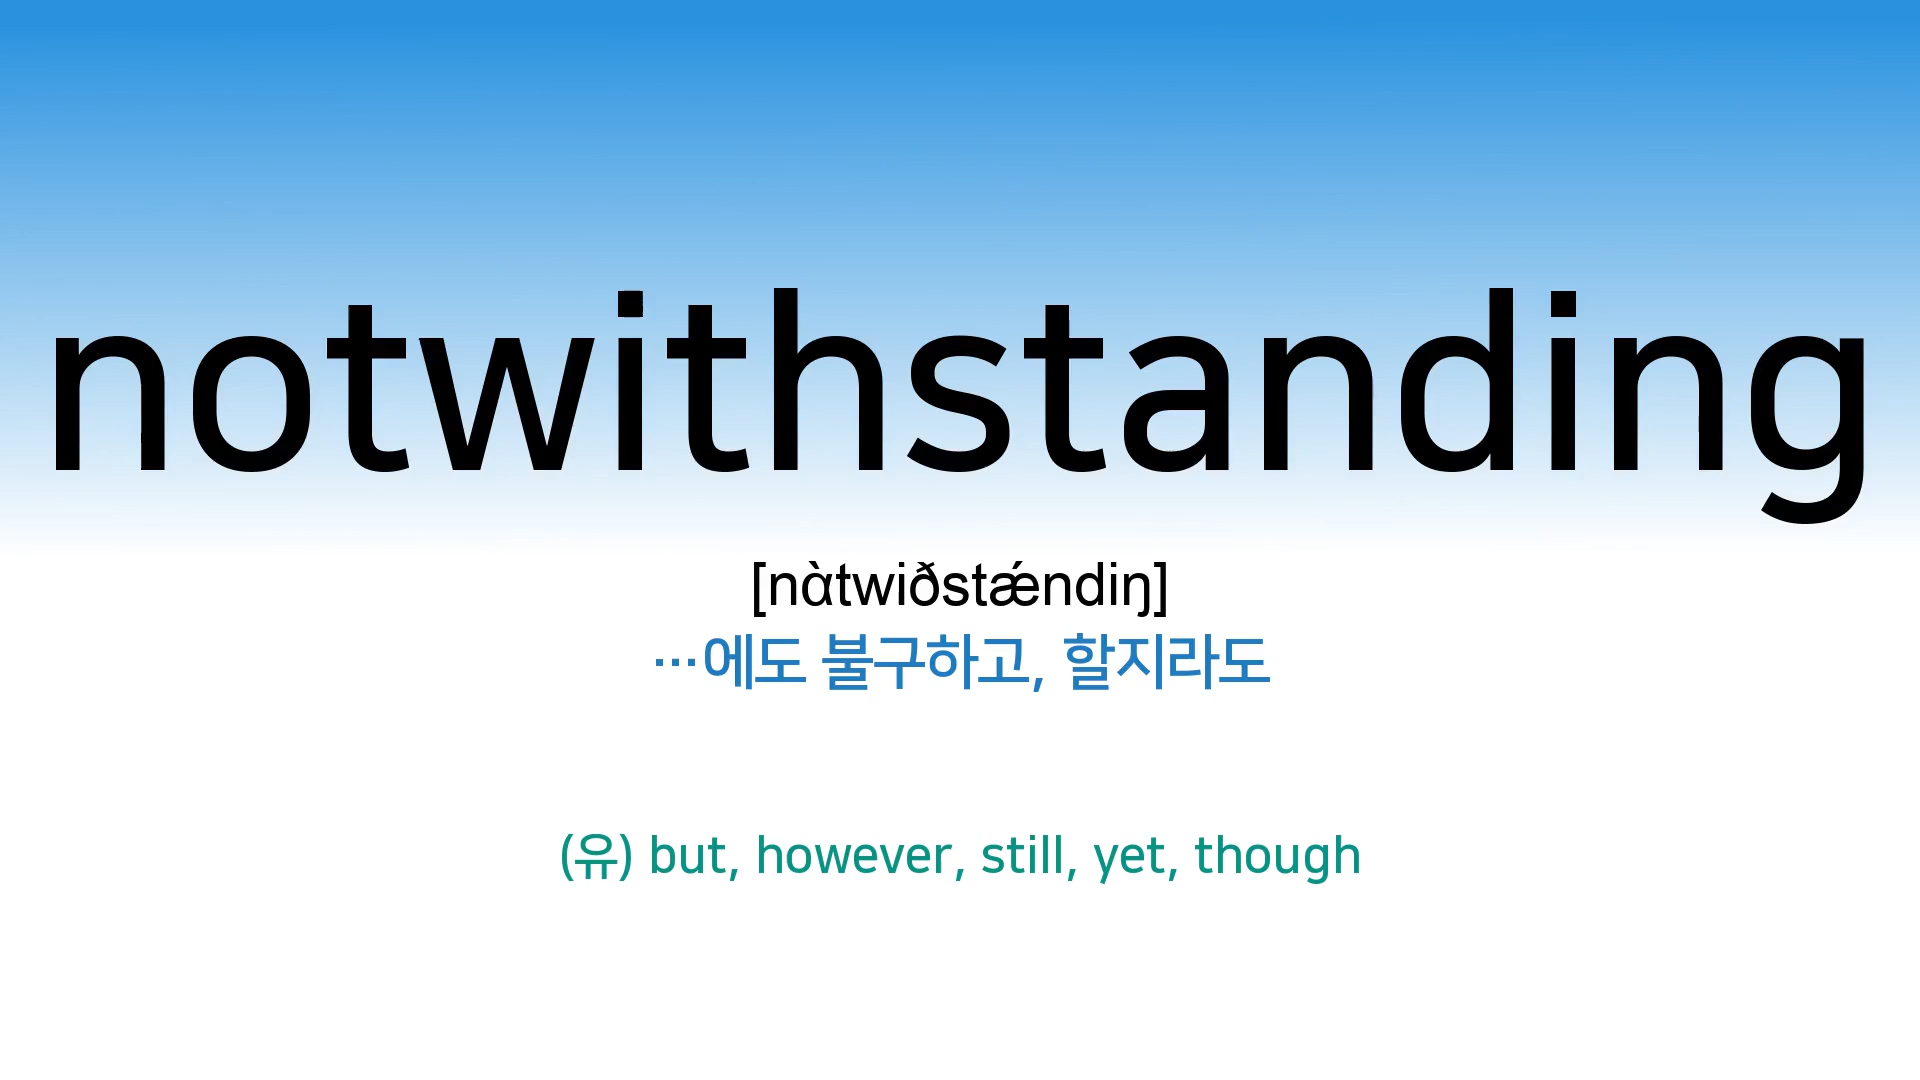 notwithstanding
[nὰtwiðstǽndiŋ]
…에도 불구하고, 할지라도
(유) but, however, still, yet, though